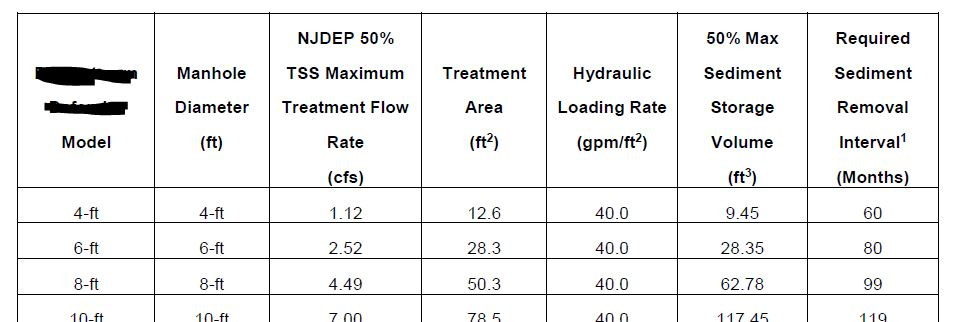 NJDEP 50% 50% Max Required
Manhole TSS Maximum Treatment Hydraulic Sediment Sediment
Diameter Treatment Flow Area Loading Rate Storage Removal
Model (ft) Rate (ft²) (gpm/ft²) Volume Interval¹
(cfs) (ft³) (Months)
4-ft 4-ft 1.12 12.6 40.0 9.45 60
6-ft 6-ft 2.52 28.3 40.0 28.35 80
8-ft 8-ft 4.49 50.3 40.0 62.78 99
10-ft 10-ft 7.00 78.5 40.0 117.45 119